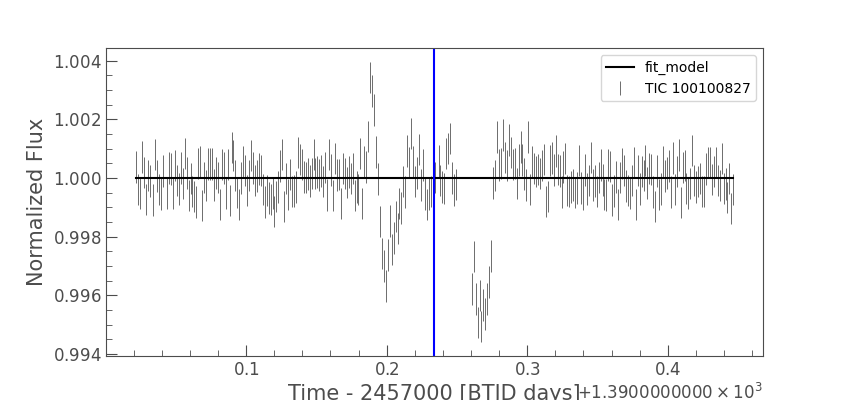 1.004
1.002
1.000
0.998
0.996
0.994
Normalized Flux
fit_model
TIC 100100827
0.1 0.2 0.3 0.4
Time - 2457000 [BTJD days]
+1.3900000000 × 10³